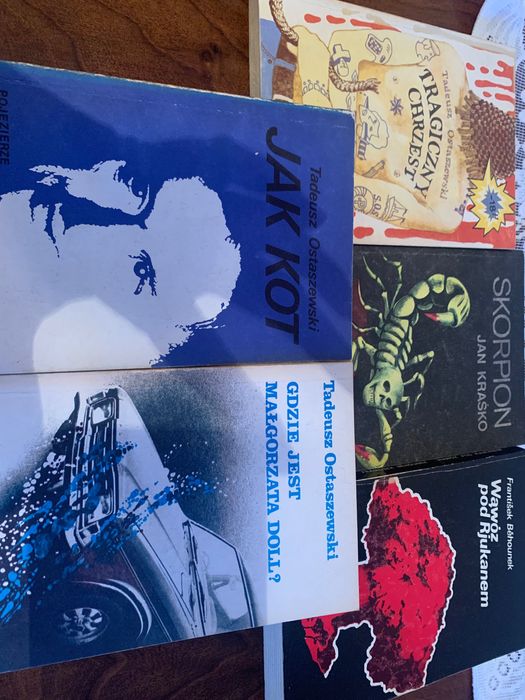 POJEZIERZE
Tadeusz Ostaszewski
JAK KOT
Tadeusz Ostaszewski
TRAGICZNY
CHRZEST
SOS
SKORPION
JAN KRAŚKO
Tadeusz Ostaszewski
GDZIE JEST
MAŁGORZATA DOLL?
František Běhounek
Wąwóz
pod Rjukanem